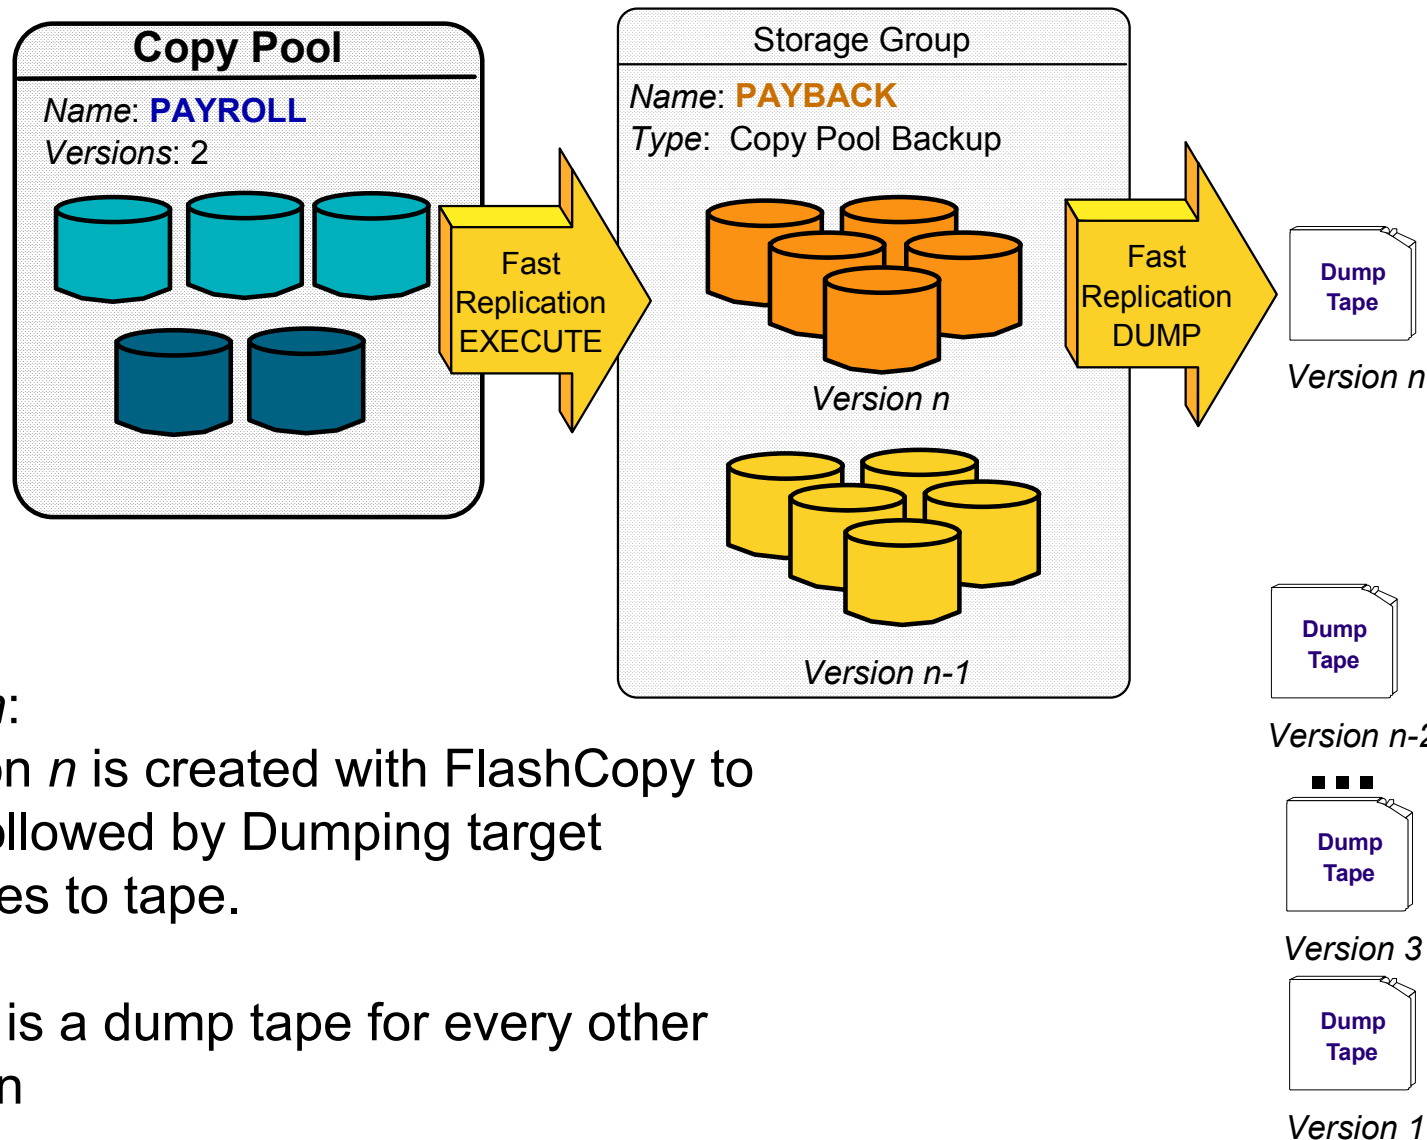 Copy Pool
Name: PAYROLL
Versions: 2
Fast
Replication
EXECUTE
Storage Group
Name: PAYBACK
Type: Copy Pool Backup
Version n
Version n-1
Fast
Replication
DUMP
Dump
Tape
Version n
Dump
Tape
Version n-2
Dump
Tape
Version 3
Dump
Tape
Version 1
n is created with FlashCopy to
by Dumping target
to tape.
is a dump tape for every other